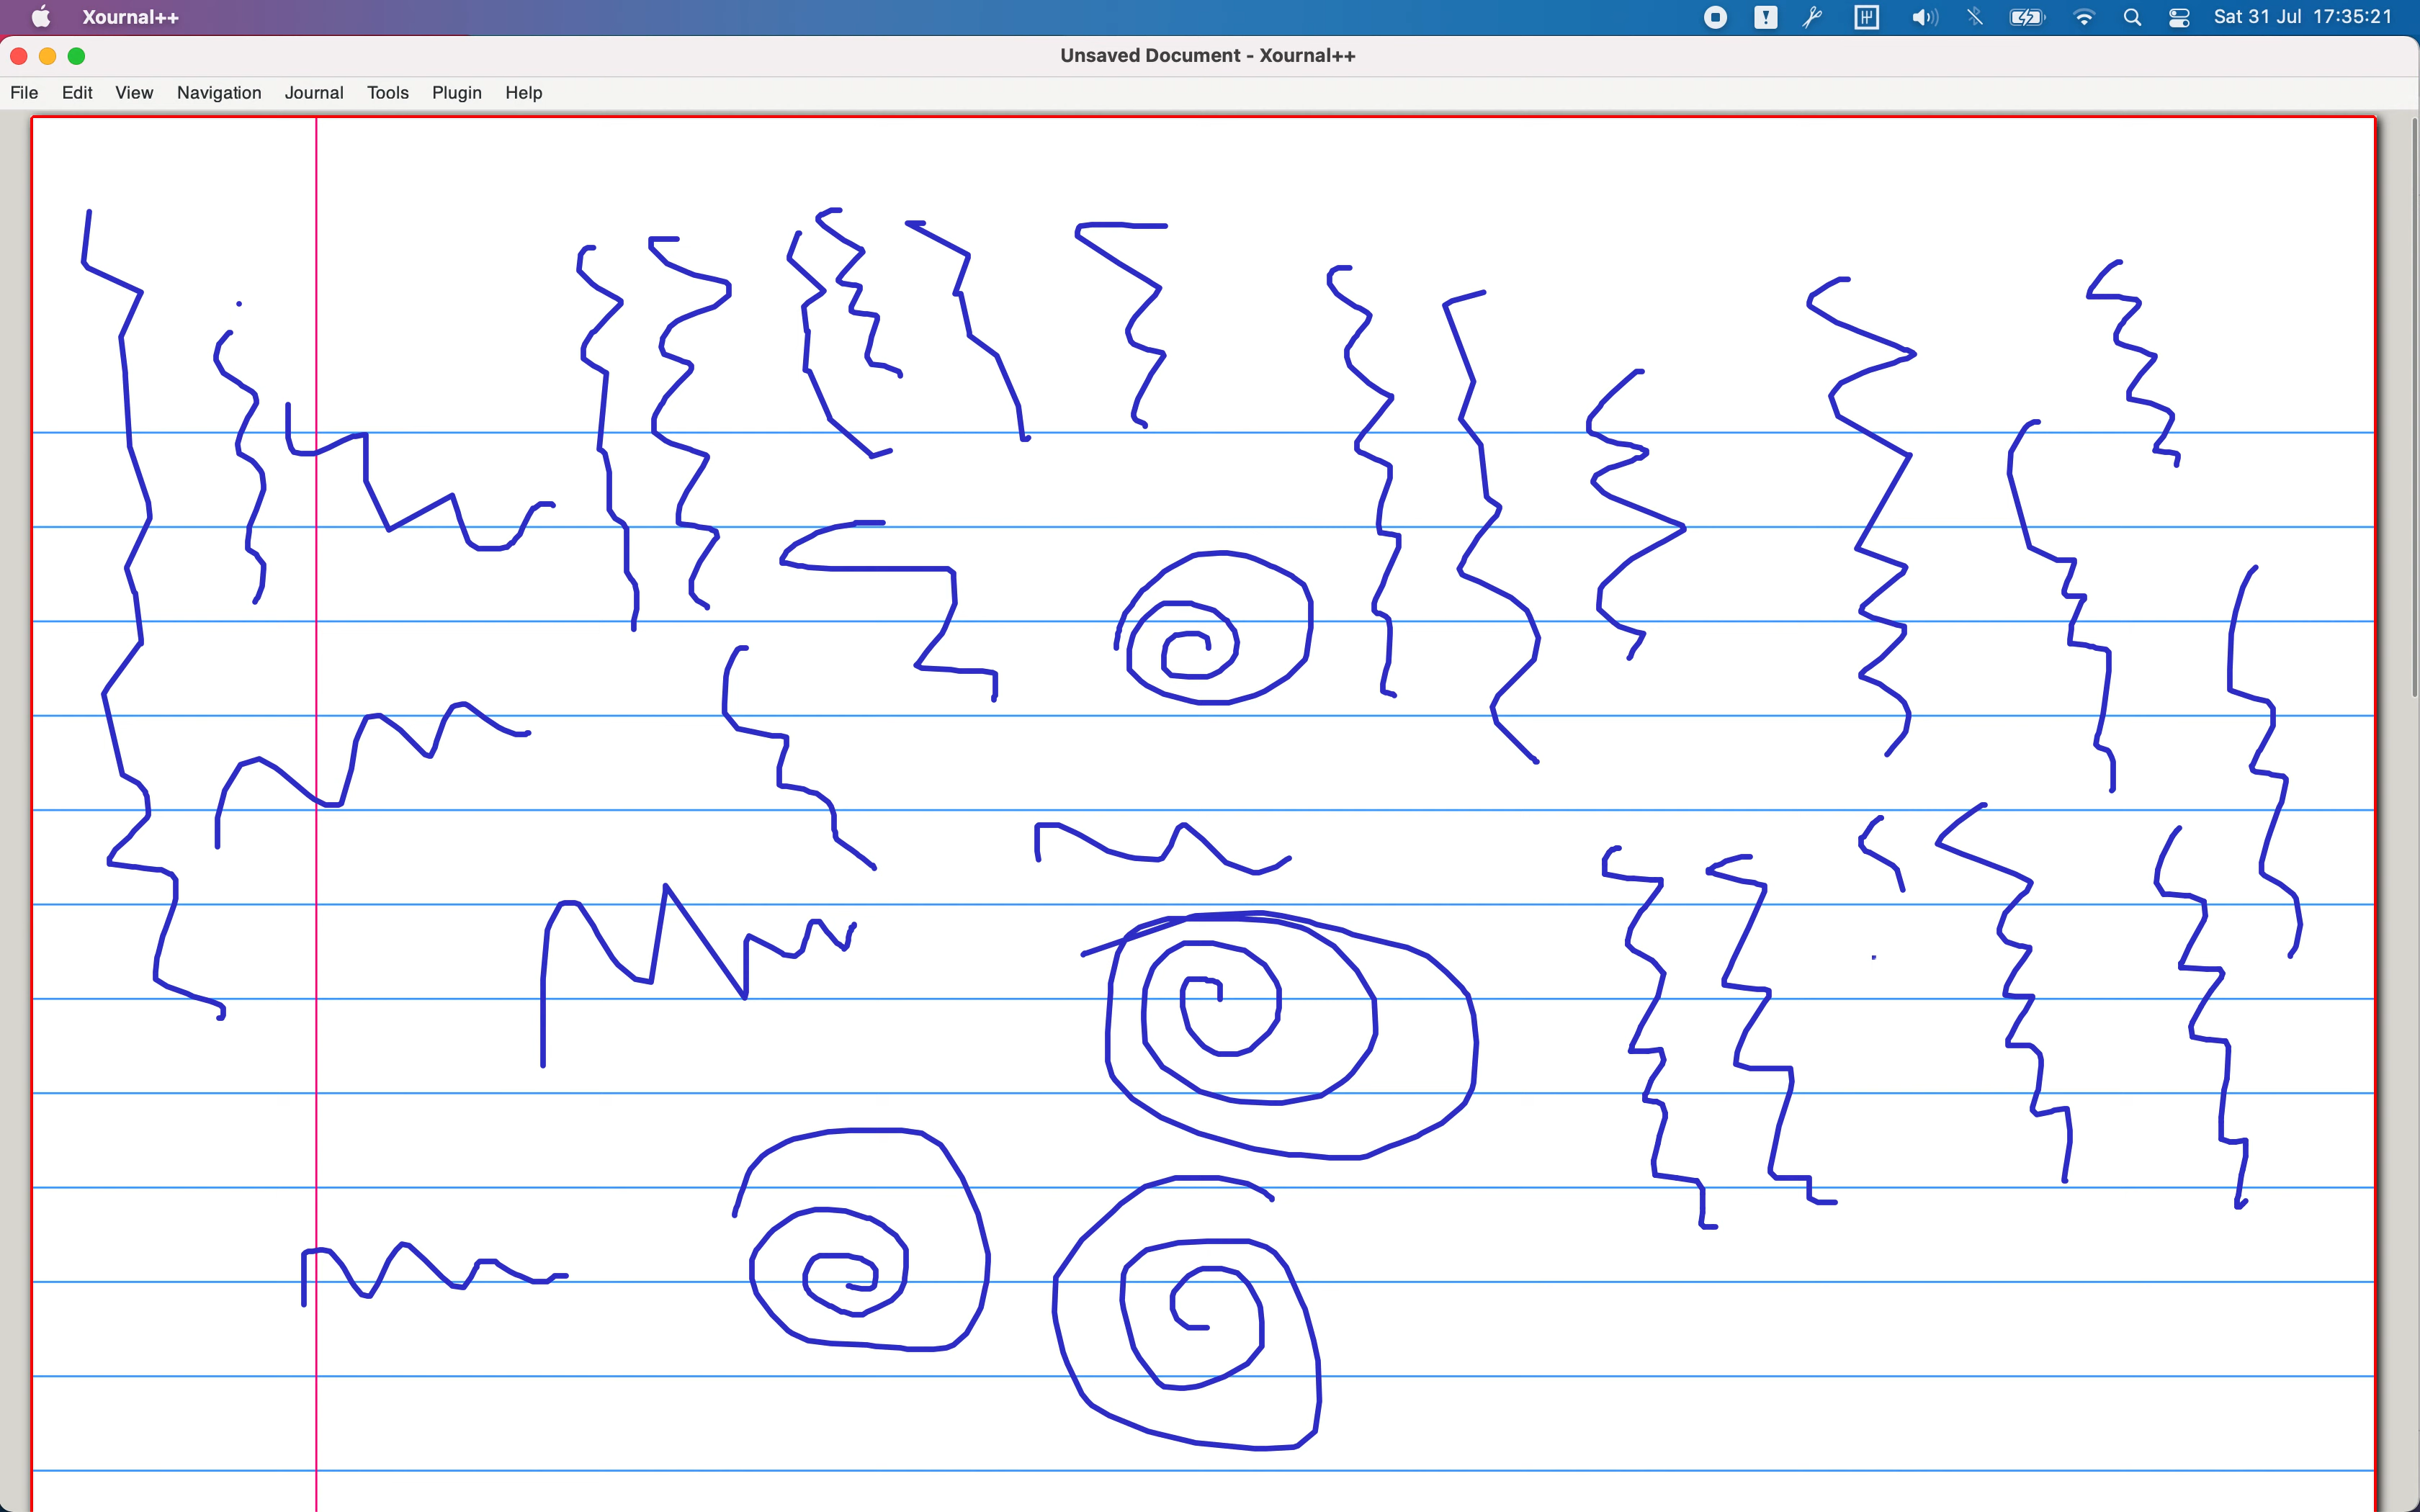 Xournal++ Sat 31 Jul 17:35:21
Unsaved Document - Xournal++
File Edit View Navigation Journal Tools Plugin Help